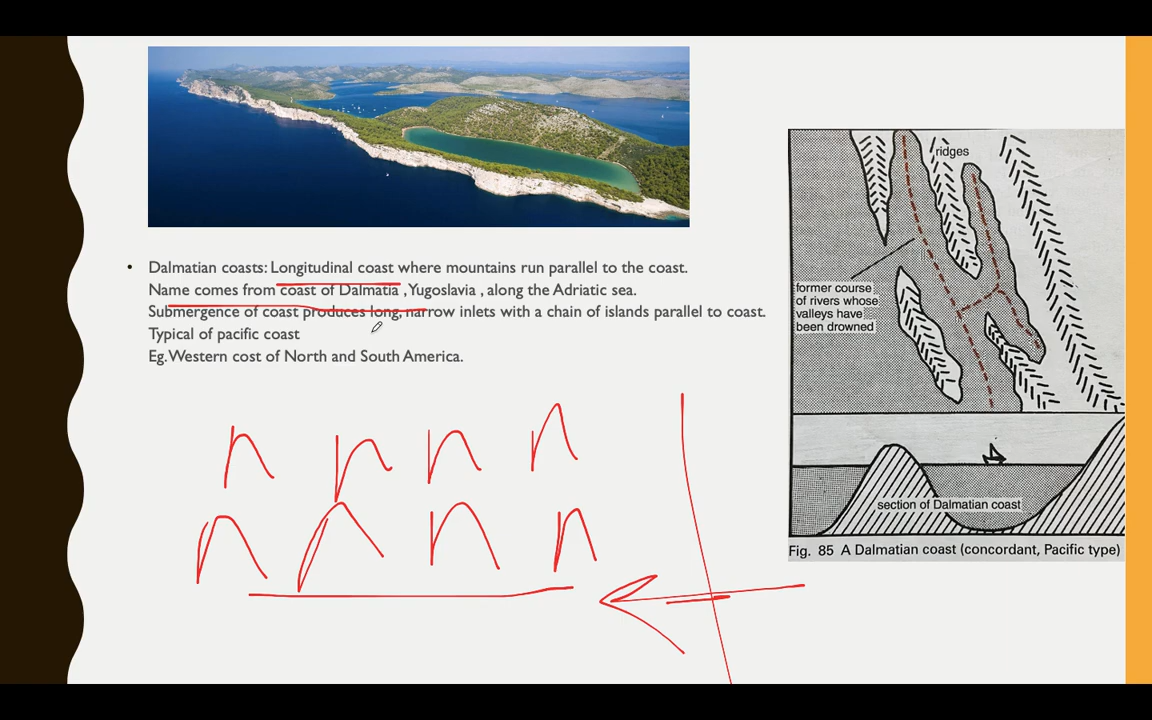 Dalmatian coasts: Longitudinal coast where mountains run parallel to the coast.
Name comes from coast of Dalmatia ,Yugoslavia , along the Adriatic sea.
Submergence of coast produces long, narrow inlets with a chain of islands parallel to coast.
Typical of pacific coast
Eg. Western cost of North and South America.
ridges
former course
of rivers whose
valleys have
been drowned
section of Dalmatian coast
Fig. 85 A Dalmatian coast (concordant, Pacific type)